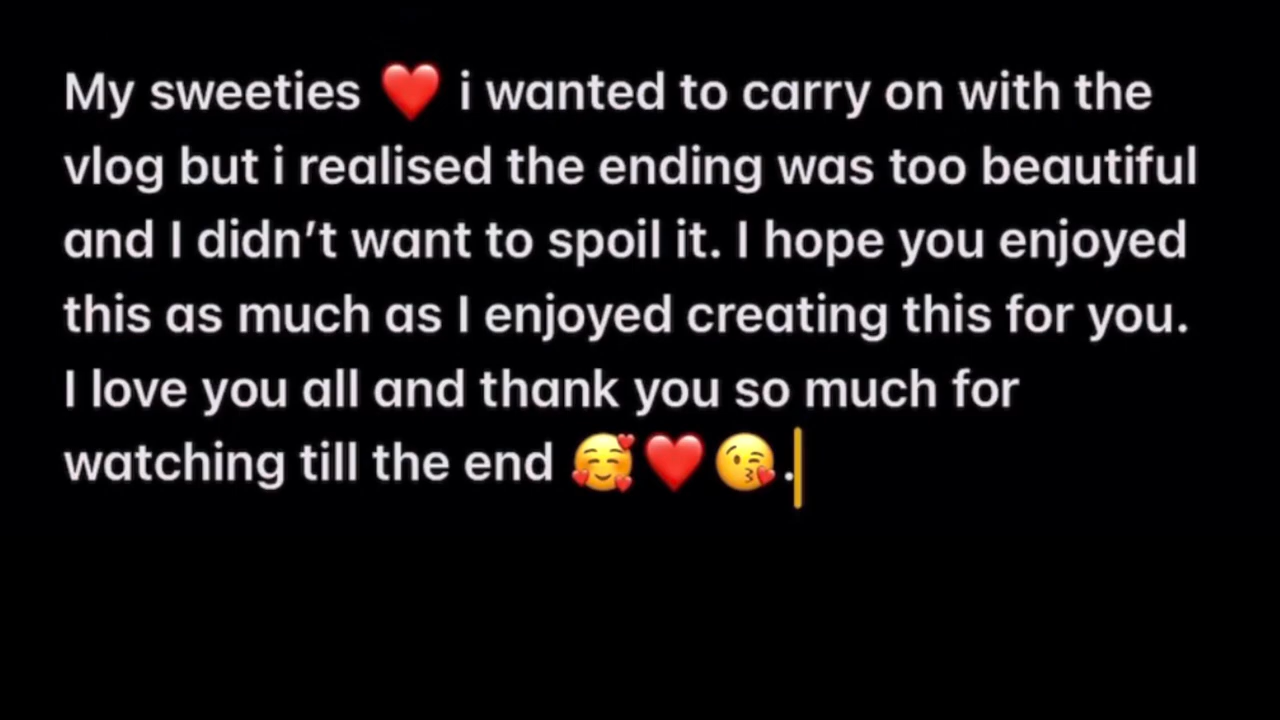 My sweeties ❤️ i wanted to carry on with the
vlog but i realised the ending was too beautiful
and I didn’t want to spoil it. I hope you enjoyed
this as much as I enjoyed creating this for you.
I love you all and thank you so much for
watching till the end 🥰❤️😘.